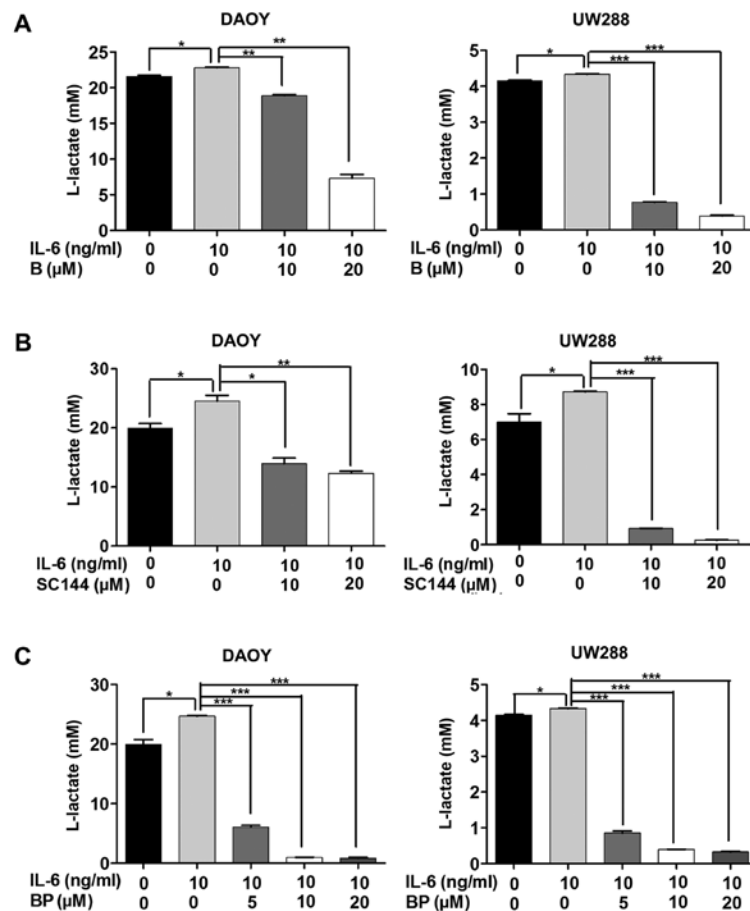 A
DAOY
UW288
L-lactate (mM)
25
20
15
10
5
0
* ** **
IL-6 (ng/ml) 0 10 10 10
B (µM) 0 0 10 20
L-lactate (mM)
5
4
3
2
1
0
* *** ***
IL-6 (ng/ml) 0 10 10 10
B (µM) 0 0 10 20
B
DAOY
UW288
L-lactate (mM)
30
20
10
0
* * **
IL-6 (ng/ml) 0 10 10 10
SC144 (µM) 0 0 10 20
L-lactate (mM)
10
8
6
4
2
0
* *** ***
IL-6 (ng/ml) 0 10 10 10
SC144 (µM) 0 0 10 20
C
DAOY
UW288
L-lactate (mM)
30
20
10
0
* *** *** ***
IL-6 (ng/ml) 0 10 10 10 10
BP (µM) 0 0 5 10 20
L-lactate (mM)
5
4
3
2
1
0
* *** *** ***
IL-6 (ng/ml) 0 10 10 10 10
BP (µM) 0 0 5 10 20